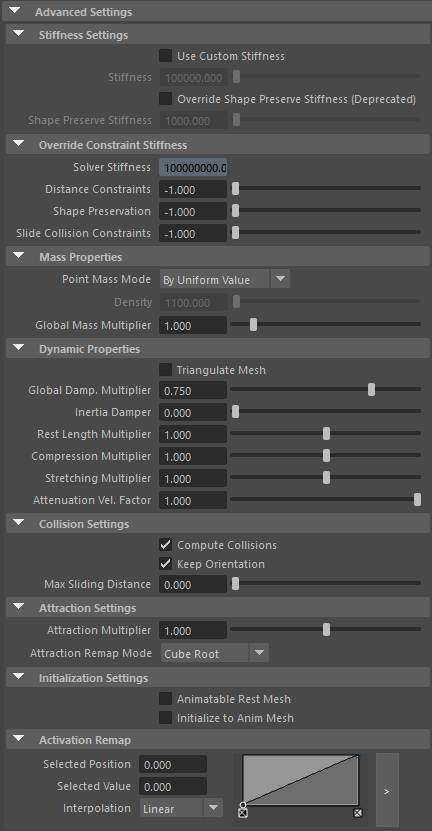 Advanced Settings
Stiffness Settings
Use Custom Stiffness
Stiffness 100000.000
Override Shape Preserve Stiffness (Deprecated)
Shape Preserve Stiffness 1000.000
Override Constraint Stiffness
Solver Stiffness 100000000.0
Distance Constraints -1.000
Shape Preservation -1.000
Slide Collision Constraints -1.000
Mass Properties
Point Mass Mode By Uniform Value
Density 1100.000
Global Mass Multiplier 1.000
Dynamic Properties
Triangulate Mesh
Global Damp. Multiplier 0.750
Inertia Damper 0.000
Rest Length Multiplier 1.000
Compression Multiplier 1.000
Stretching Multiplier 1.000
Attenuation Vel. Factor 1.000
Collision Settings
Compute Collisions
Keep Orientation
Max Sliding Distance 0.000
Attraction Settings
Attraction Multiplier 1.000
Attraction Remap Mode Cube Root
Initialization Settings
Animatable Rest Mesh
Initialize to Anim Mesh
Activation Remap
Selected Position 0.000
Selected Value 0.000
Interpolation Linear
>